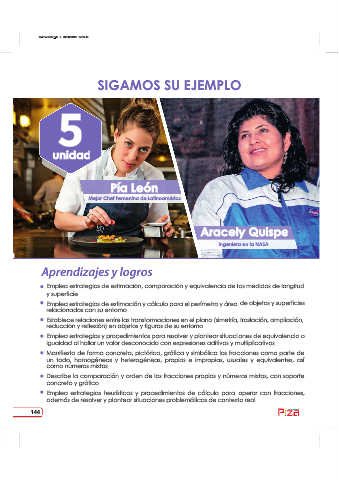 SIGAMOS SU EJEMPLO
5
unidad
Pía León
Mejor Chef Femenina de Latinoamérica
Aracely Quispe
Ingeniera en la NASA
Aprendizajes y logros
• Emplea estrategias de estimación, comparación y equivalencia de las medidas de longitud
y superficie
• Emplea estrategias de estimación y cálculo para el perímetro y área de objetos y superficies
relacionados con su entorno
• Establece relaciones entre las transformaciones en el plano (simetría, traslación, ampliación,
reducción y reflexión) en objetos y figuras de su entorno
• Emplea estrategias y procedimientos para resolver y plantear situaciones de equivalencia o
igualdad al hallar un valor desconocido con expresiones aditivas y multiplicativas
• Manifiesta de forma concreta, pictórica, gráfica y simbólica las fracciones como parte de
un todo, homogéneas y heterogéneas, propias e impropias, usuales y equivalentes, así
como números mixtos
• Describe la comparación y orden de las fracciones propias y números mixtos, con soporte
concreto y gráfico
• Emplea estrategias heurísticas y procedimientos de cálculo para operar con fracciones,
además de resolver y plantear situaciones problemáticas de contexto real
146